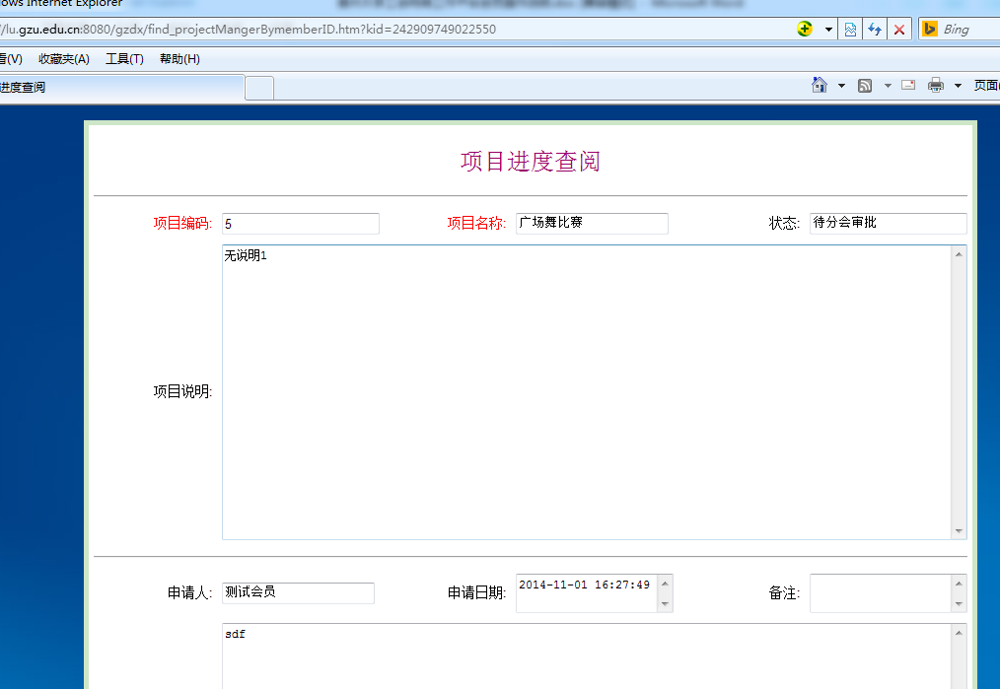 ows Internet Explorer
Microsoft Word
//lu.gzu.edu.cn:8080/gzdx/find_projectMangerBymemberID.htm?kid=242909749022550
Bing
看(V) 收藏夹(A) 工具(T) 帮助(H)
进度查阅
页面(
项目进度查阅
项目编码: 5 项目名称: 广场舞比赛 状态: 待分会审批
无说明1
项目说明:
申请人: 测试会员 申请日期: 2014-11-01 16:27:49 备注:
sdf